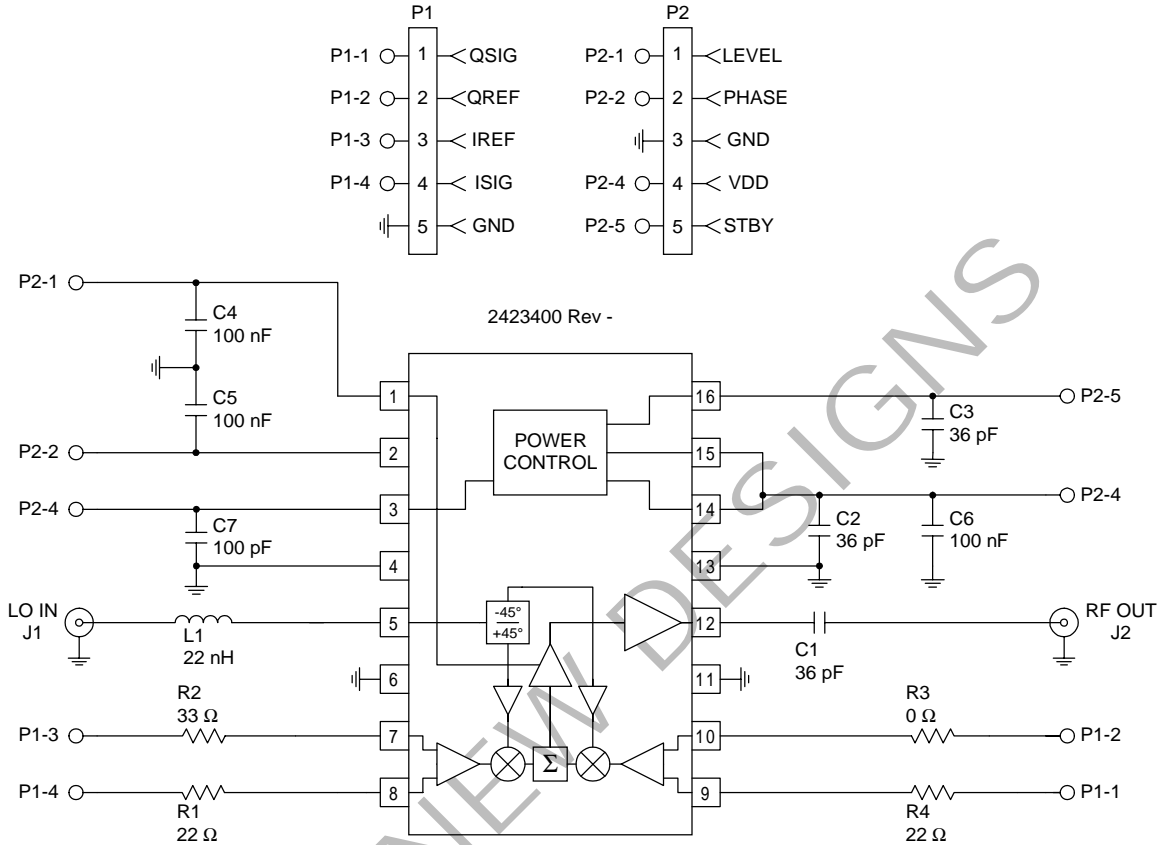 P1
P1-1 1 QSIG
P1-2 2 QREF
P1-3 3 IREF
P1-4 4 ISIG
5 GND
P2
P2-1 1 LEVEL
P2-2 2 PHASE
3 GND
P2-4 4 VDD
P2-5 5 STBY
2423400 Rev -
P2-1
C4
100 nF
C5
100 nF
P2-2
P2-4
C7
100 pF
LO IN
J1
L1
22 nH
R2
33 Ω
P1-3
P1-4
R1
22 Ω
1
2
3
4
5
6
7
8
POWER
CONTROL
-45°
+45°
Σ
16
15
14
13
12
11
10
9
P2-5
C3
36 pF
P2-4
C2
36 pF
C6
100 nF
C1
36 pF
RF OUT
J2
R3
0 Ω
P1-2
P1-1
R4
22 Ω
NEW DESIGNS